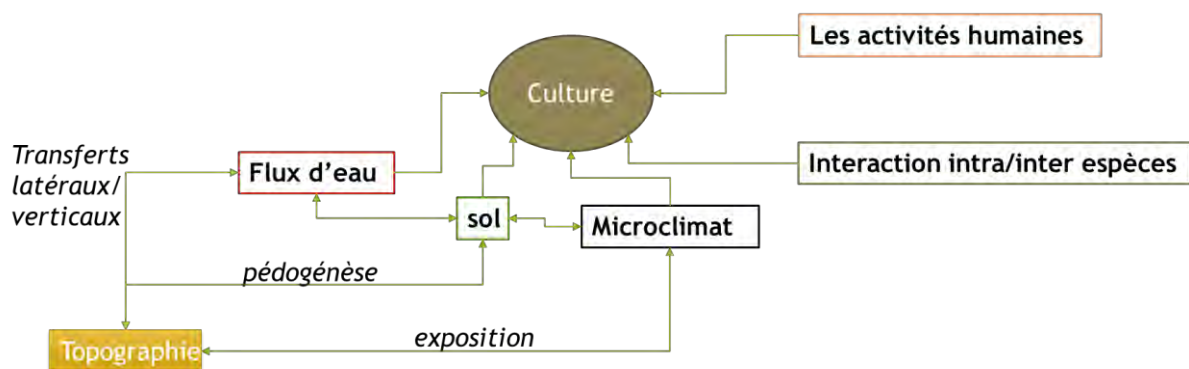 Les activités humaines
Culture
Transferts
latéraux/
verticaux
Flux d'eau
Interaction intra/inter espèces
sol
Microclimat
pédogénèse
exposition
Topographie